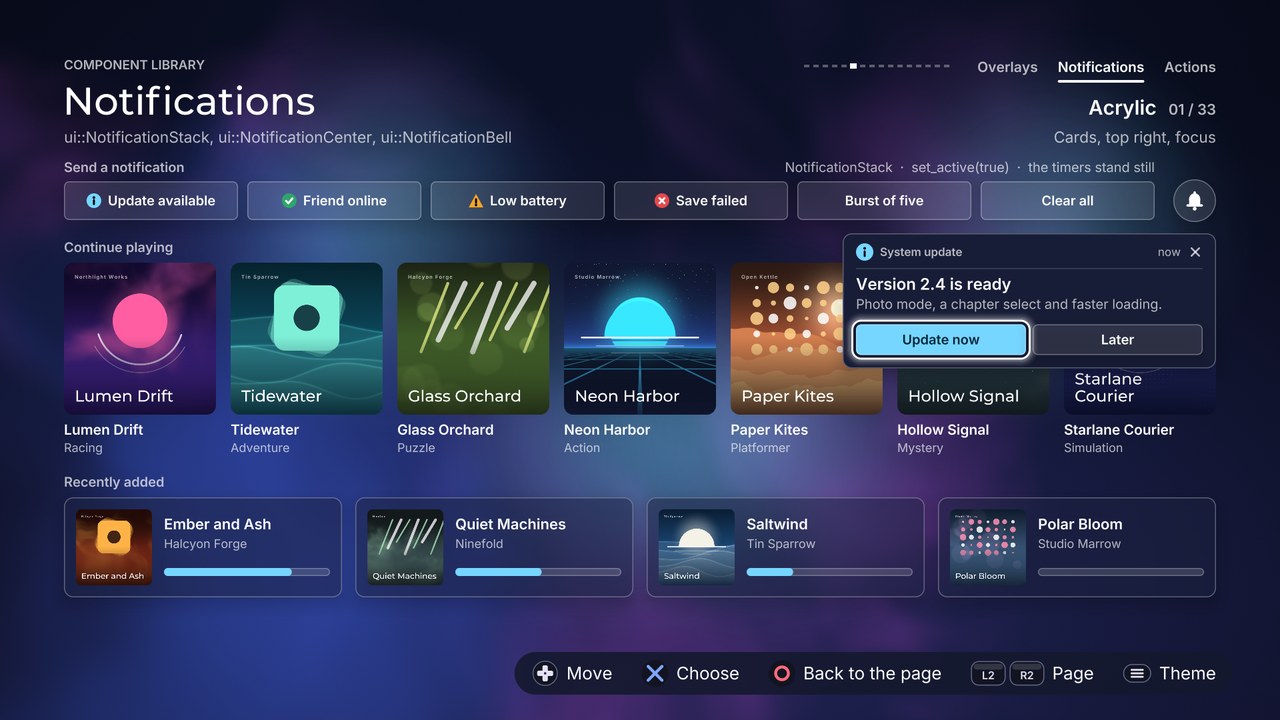 COMPONENT LIBRARY
Notifications
ui::NotificationStack, ui::NotificationCenter, ui::NotificationBell
Overlays Notifications Actions
Acrylic 01 / 33
Cards, top right, focus
Send a notification
NotificationStack · set_active(true) · the timers stand still
Update available
Friend online
Low battery
Save failed
Burst of five
Clear all
Continue playing
System update now
Version 2.4 is ready
Photo mode, a chapter select and faster loading.
Update now
Later
Northlight Works
Lumen Drift
Lumen Drift
Racing
Tin Sparrow
Tidewater
Tidewater
Adventure
Halcyon Forge
Glass Orchard
Glass Orchard
Puzzle
Studio Marrow
Neon Harbor
Neon Harbor
Action
Open Kettle
Paper Kites
Paper Kites
Platformer
Hollow Signal
Hollow Signal
Mystery
Starlane
Courier
Starlane Courier
Simulation
Recently added
Ember and Ash
Ember and Ash
Halcyon Forge
Quiet Machines
Quiet Machines
Ninefold
Saltwind
Saltwind
Tin Sparrow
Polar Bloom
Polar Bloom
Studio Marrow
Move
Choose
Back to the page
L2 R2 Page
Theme